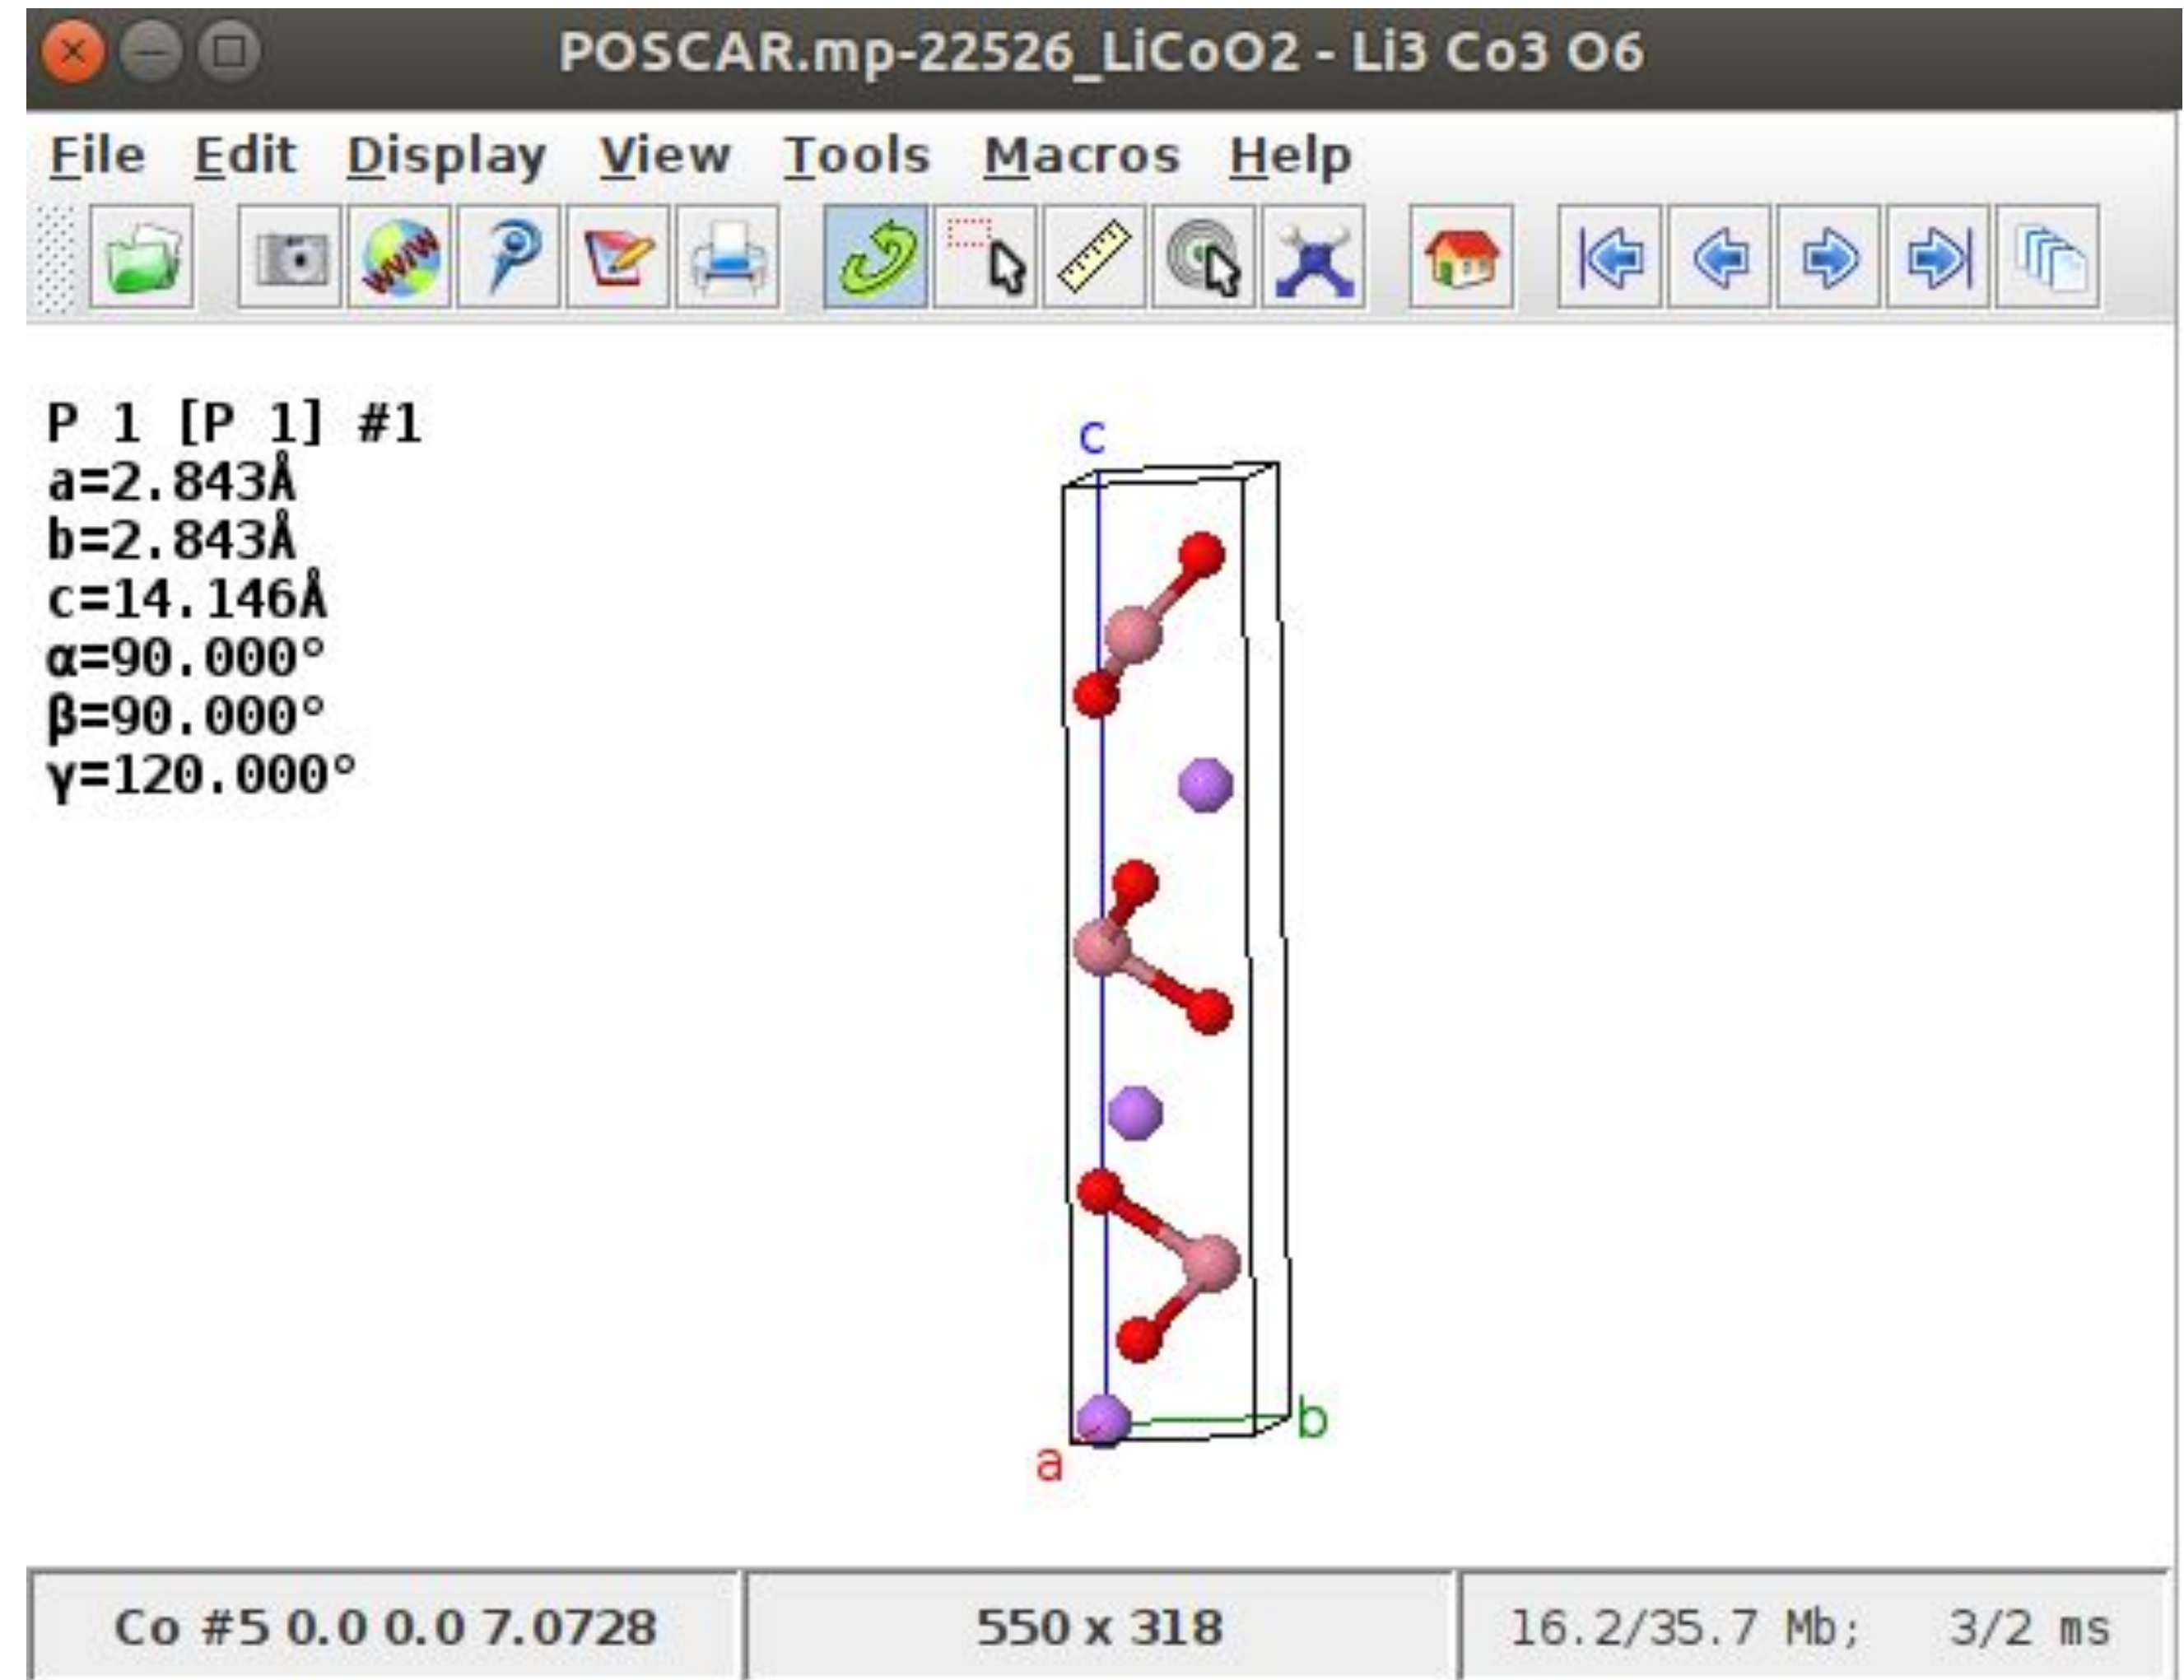 POSCAR.mp-22526_LiCoO2 - Li3 Co3 O6
File Edit Display View Tools Macros Help
WWW
P 1 [P 1] #1
a=2.843Å
b=2.843Å
c=14.146Å
α=90.000°
β=90.000°
γ=120.000°
c
b
a
Co #5 0.0 0.0 7.0728
550 x 318
16.2/35.7 Mb; 3/2 ms